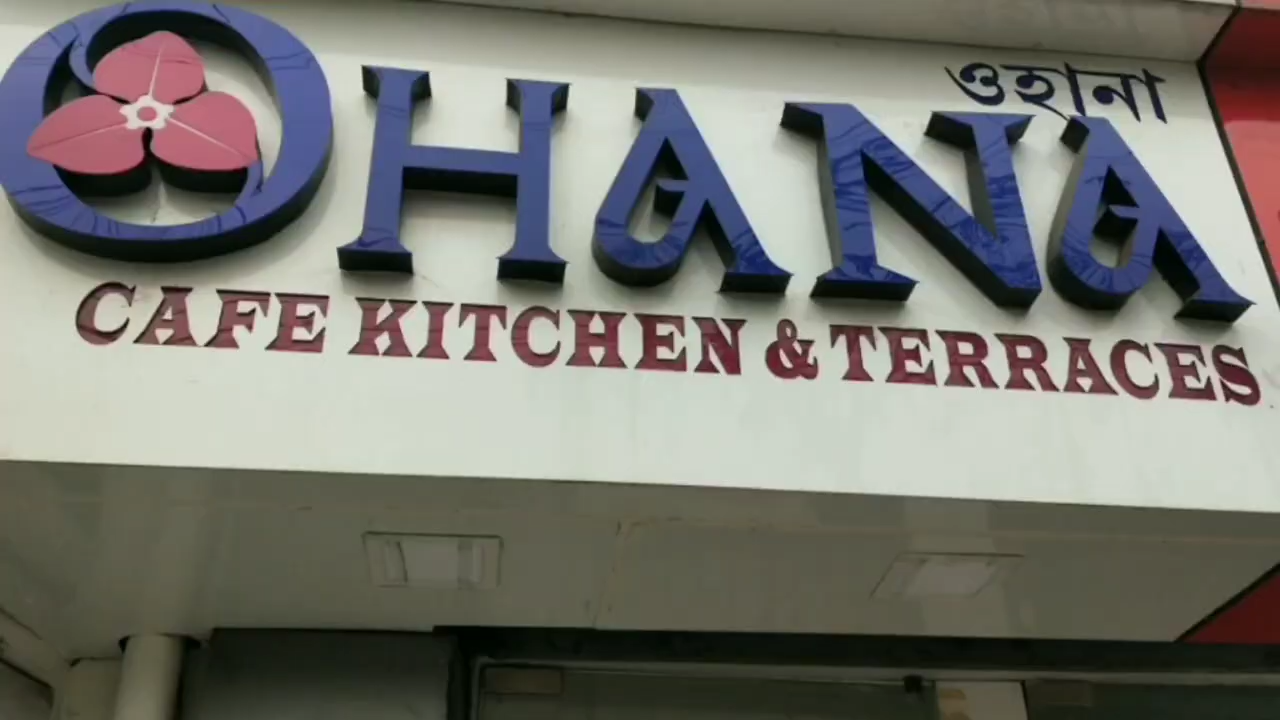 ওহানা
OHANA
CAFE KITCHEN & TERRACES